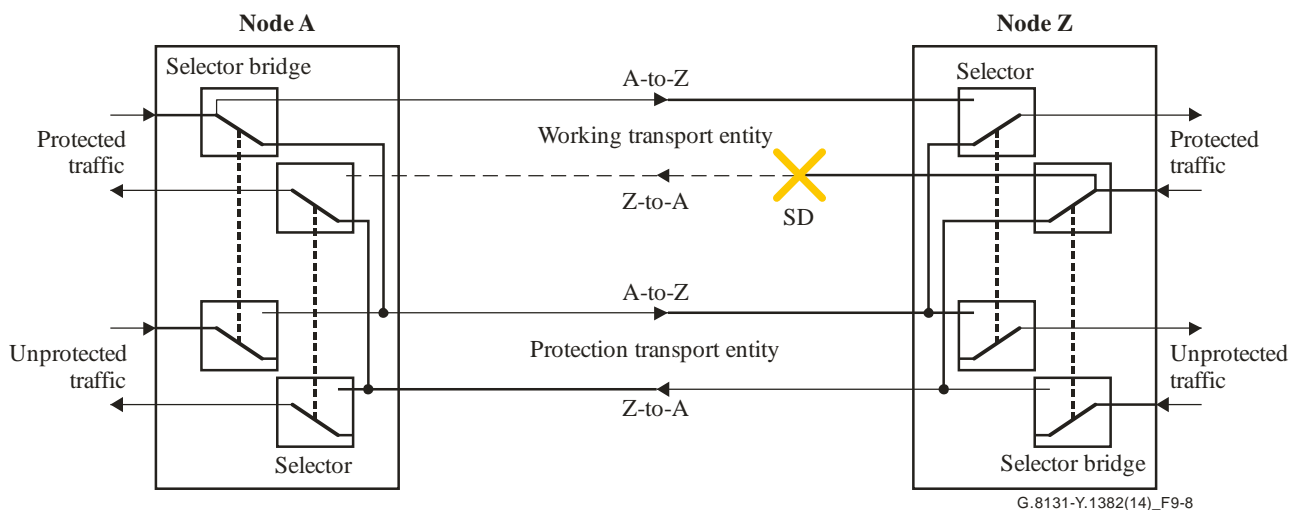 Node A
Node Z
Selector bridge
A-to-Z
Selector
Protected
traffic
Working transport entity
Protected
traffic
Z-to-A
SD
A-to-Z
Unprotected
traffic
Protection transport entity
Unprotected
traffic
Z-to-A
Selector
Selector bridge
G.8131-Y.1382(14)_F9-8